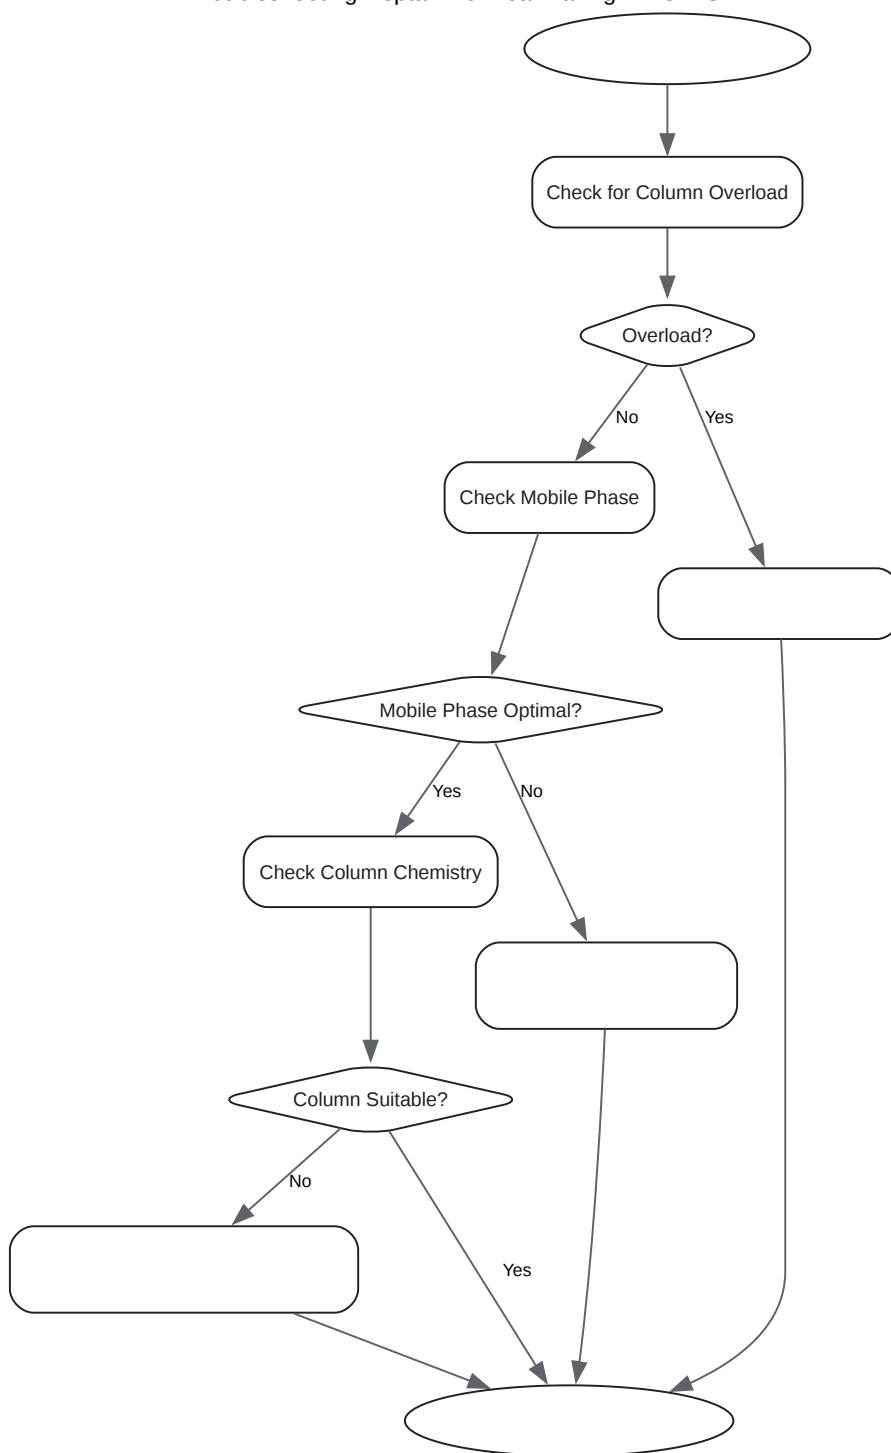 Check for Column Overload
Overload?
No
Yes
Check Mobile Phase
Mobile Phase Optimal?
Yes
No
Check Column Chemistry
Column Suitable?
No
Yes